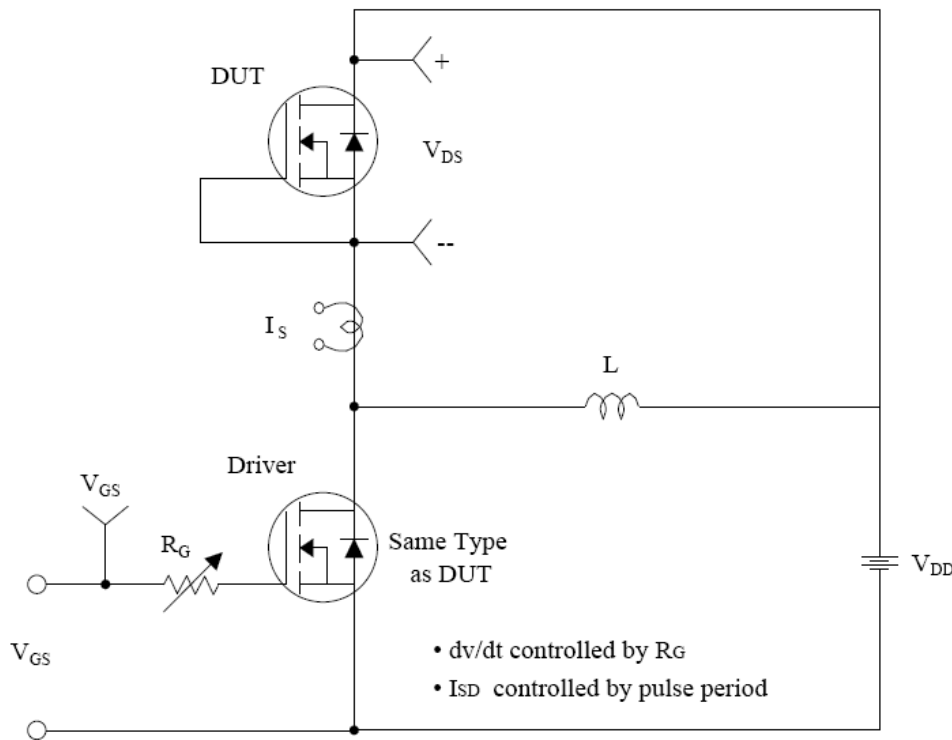 DUT
+
VDS
--
IS
L
Driver
VGS
RG
Same Type
as DUT
VDD
VGS
• dv/dt controlled by RG
• ISD controlled by pulse period